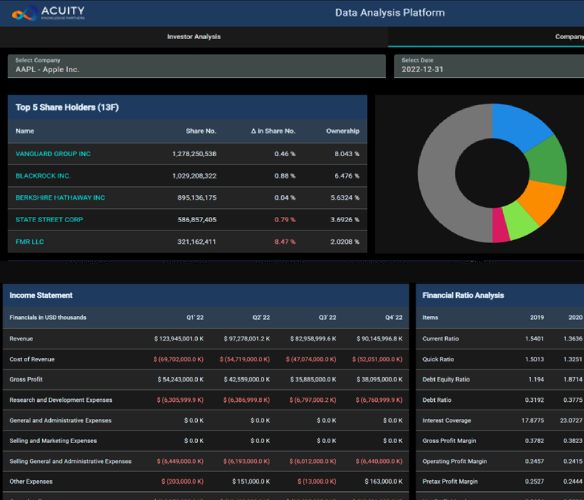 ACUITY
KNOWLEDGE PARTNERS
Data Analysis Platform
Investor Analysis
Company
Select Company
AAPL - Apple Inc.
Select Date
2022-12-31
Top 5 Share Holders (13F)
Name Share No. Δ in Share No. Ownership
VANGUARD GROUP INC 1,278,250,538 0.46 % 8.043 %
BLACKROCK INC. 1,029,208,322 0.88 % 6.476 %
BERKSHIRE HATHAWAY INC 895,136,175 0.04 % 5.6324 %
STATE STREET CORP 586,857,405 0.79 % 3.6926 %
FMR LLC 321,162,411 8.47 % 2.0208 %
Income Statement
Financials in USD thousands Q1' 22 Q2' 22 Q3' 22 Q4' 22
Revenue $ 123,945,001.0 K $ 97,278,001.2 K $ 82,958,999.6 K $ 90,145,996.8 K
Cost of Revenue $ (69,702,000.0 K) $ (54,719,000.0 K) $ (47,074,000.0 K) $ (52,051,000.0 K)
Gross Profit $ 54,243,000.0 K $ 42,559,000.0 K $ 35,885,000.0 K $ 38,095,000.0 K
Research and Development Expenses $ (6,305,999.9 K) $ (6,386,999.8 K) $ (6,797,000.2 K) $ (6,760,999.9 K)
General and Administrative Expenses $ 0.0 K $ 0.0 K $ 0.0 K $ 0.0 K
Selling and Marketing Expenses $ 0.0 K $ 0.0 K $ 0.0 K $ 0.0 K
Selling General and Administrative Expenses $ (6,449,000.0 K) $ (6,193,000.0 K) $ (6,012,000.0 K) $ (6,440,000.0 K)
Other Expenses $ (203,000.0 K) $ 151,000.0 K $ (13,000.0 K) $ 163,000.0 K
Financial Ratio Analysis
Items 2019 2020
Current Ratio 1.5401 1.3636
Quick Ratio 1.5013 1.3251
Debt Equity Ratio 1.194 1.8714
Debt Ratio 0.3192 0.3775
Interest Coverage 17.8775 23.0727
Gross Profit Margin 0.3782 0.3823
Operating Profit Margin 0.2457 0.2415
Pretax Profit Margin 0.2527 0.2444